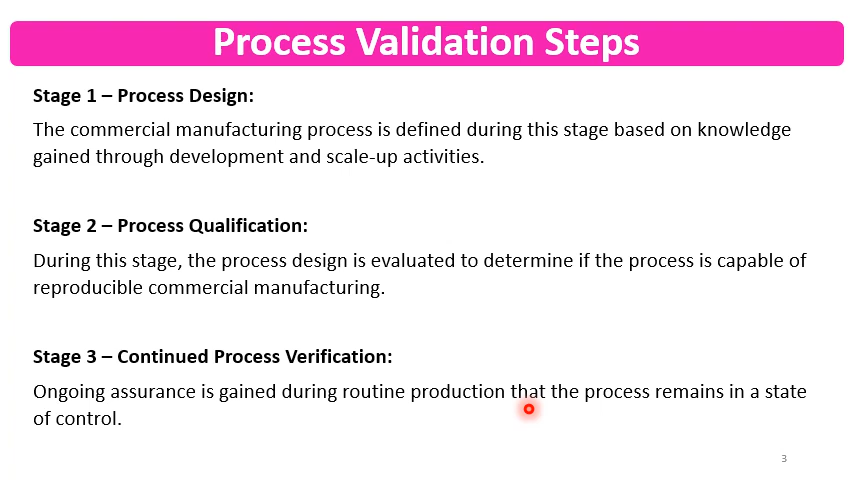 Process Validation Steps
Stage 1 – Process Design:
The commercial manufacturing process is defined during this stage based on knowledge
gained through development and scale-up activities.
Stage 2 – Process Qualification:
During this stage, the process design is evaluated to determine if the process is capable of
reproducible commercial manufacturing.
Stage 3 – Continued Process Verification:
Ongoing assurance is gained during routine production that the process remains in a state
of control.
3